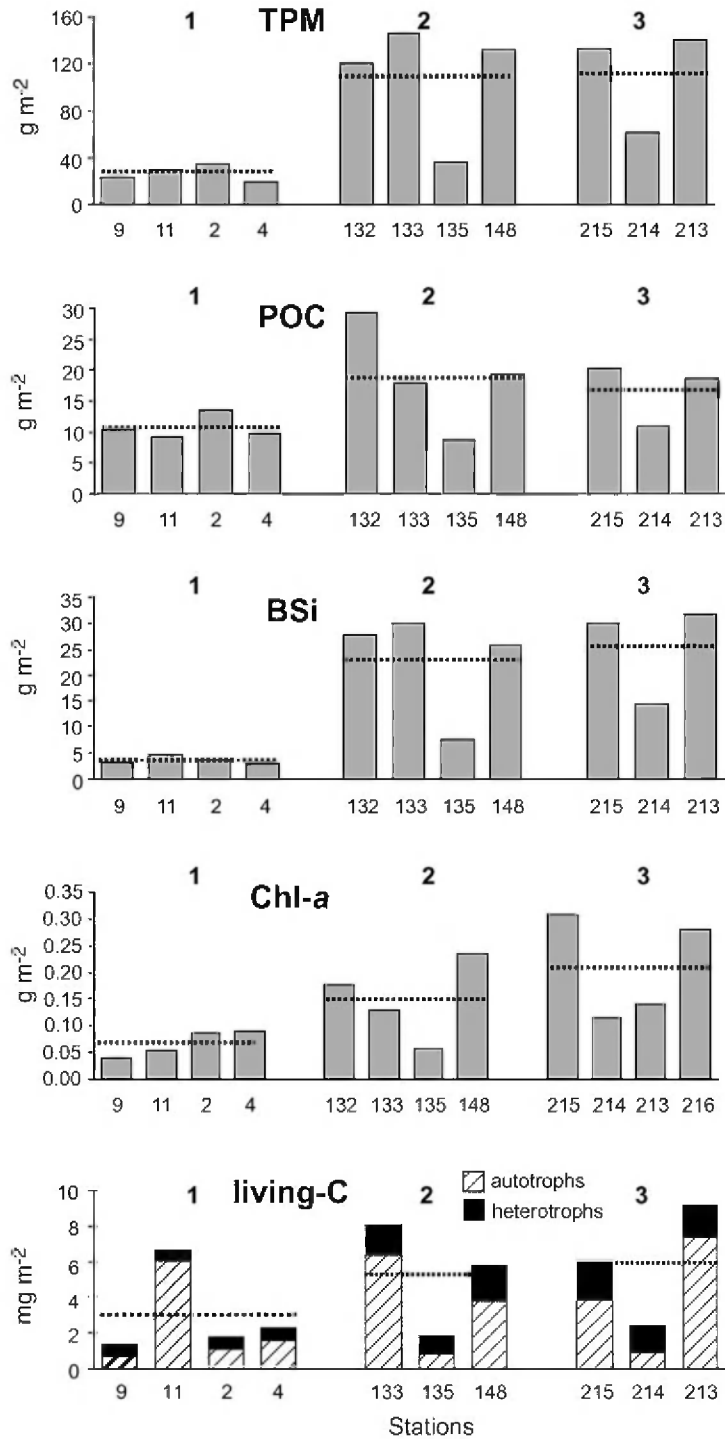 1 TPM 2 3
g m-2
160
120
80
40
0
9 11 2 4 132 133 135 148 215 214 213
1 POC 2 3
g m-2
30
25
20
15
10
5
0
9 11 2 4 132 133 135 148 215 214 213
1 BSi 2 3
g m-2
35
30
25
20
15
10
5
0
9 11 2 4 132 133 135 148 215 214 213
1 Chl-a 2 3
g m-2
0.35
0.30
0.25
0.20
0.15
0.10
0.05
0.00
9 11 2 4 132 133 135 148 215 214 213 216
1 living-C 2 3
autotrophs
heterotrophs
mg m-2
10
8
6
4
2
0
9 11 2 4 133 135 148 215 214 213
Stations